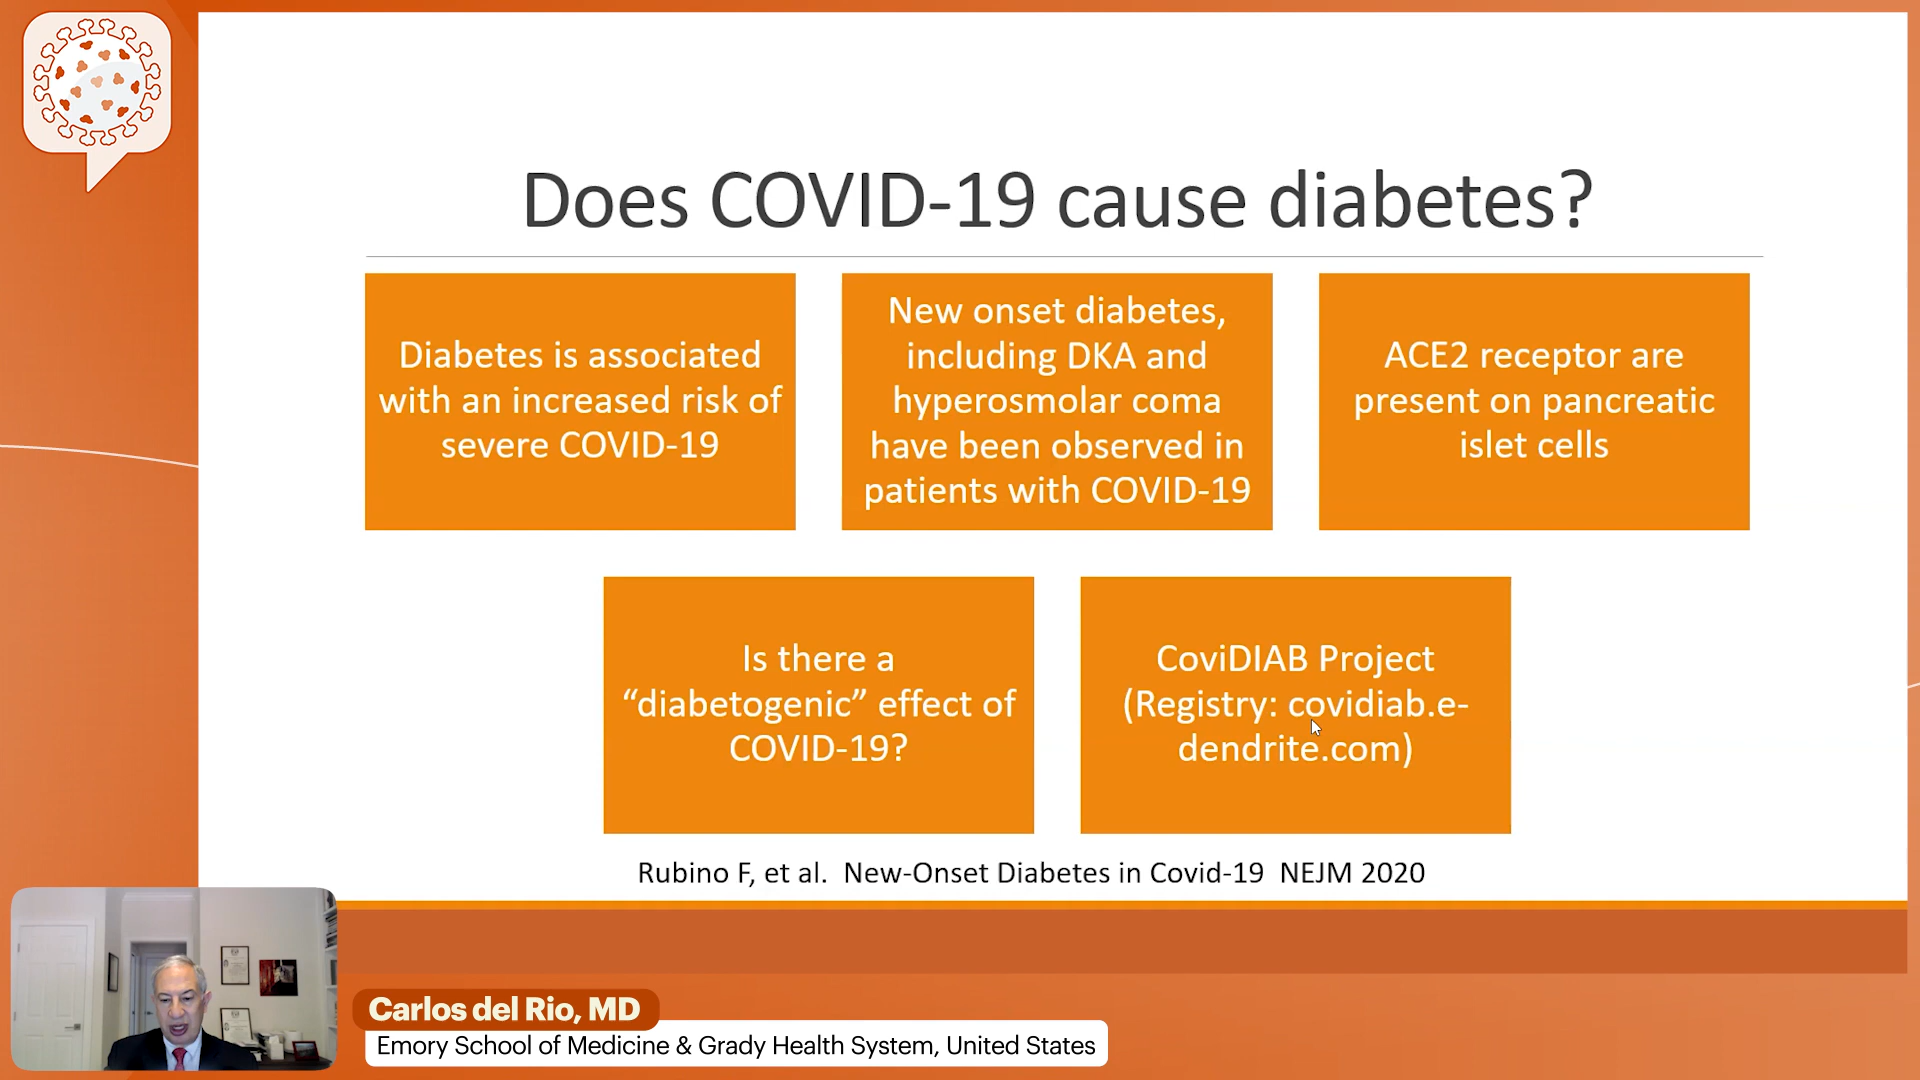 Does COVID-19 cause diabetes?
Diabetes is associated
with an increased risk of
severe COVID-19
New onset diabetes,
including DKA and
hyperosmolar coma
have been observed in
patients with COVID-19
ACE2 receptor are
present on pancreatic
islet cells
Is there a
“diabetogenic” effect of
COVID-19?
CoviDIAB Project
(Registry: covidiab.e-
dendrite.com)
Rubino F, et al.  New-Onset Diabetes in Covid-19  NEJM 2020
Carlos del Rio, MD
Emory School of Medicine & Grady Health System, United States